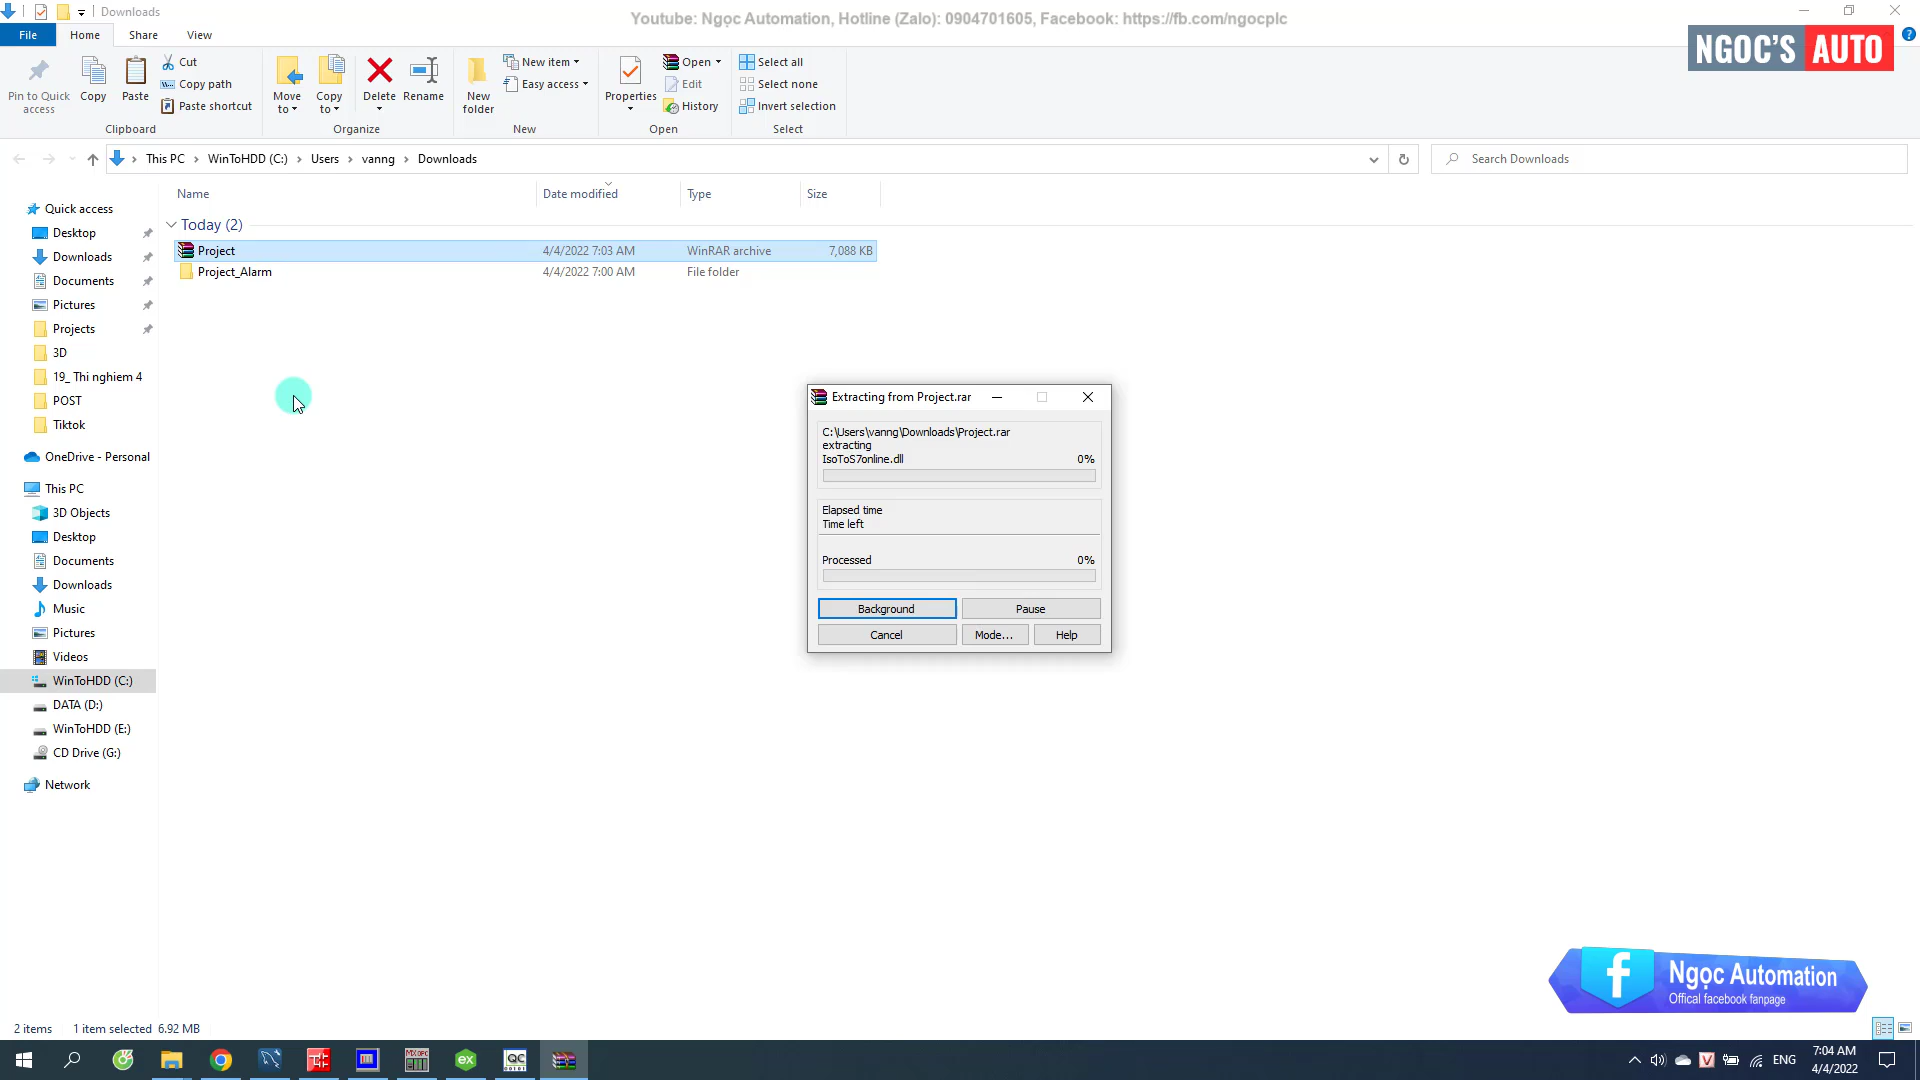 Downloads
Youtube: Ngọc Automation, Hotline (Zalo): 0904701605, Facebook: https://fb.com/ngocplc
File
Home
Share
View
NGOC'S AUTO
Pin to Quick
access
Copy
Paste
Cut
Copy path
Paste shortcut
Clipboard
Move
to
Copy
to
Delete
Rename
Organize
New
folder
New item
Easy access
New
Properties
Open
Edit
History
Open
Select all
Select none
Invert selection
Select
This PC
WinToHDD (C:)
Users
vanng
Downloads
Search Downloads
Name
Date modified
Type
Size
Today (2)
Project
4/4/2022 7:03 AM
WinRAR archive
7,088 KB
Project_Alarm
4/4/2022 7:00 AM
File folder
Quick access
Desktop
Downloads
Documents
Pictures
Projects
3D
19_ Thi nghiem 4
POST
Tiktok
OneDrive - Personal
This PC
3D Objects
Desktop
Documents
Downloads
Music
Pictures
Videos
WinToHDD (C:)
DATA (D:)
WinToHDD (E:)
CD Drive (G:)
Network
Extracting from Project.rar
C:\Users\vanng\Downloads\Project.rar
extracting
IsoToS7online.dll 0%
Elapsed time
Time left
Processed 0%
Background
Pause
Cancel
Mode...
Help
f
Ngọc Automation
Offical facebook fanpage
2 items
1 item selected 6.92 MB
MX OPC
ex
QC
V
ENG
7:04 AM
4/4/2022